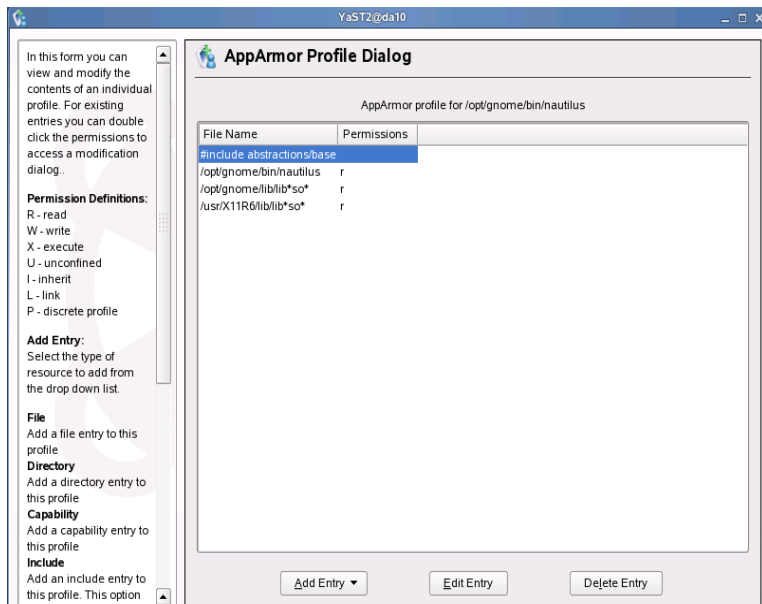 YaST2@da10
In this form you can
view and modify the
contents of an individual
profile. For existing
entries you can double
click the permissions to
access a modification
dialog..
Permission Definitions:
R - read
W - write
X - execute
U - unconfined
I - inherit
L - link
P - discrete profile
Add Entry:
Select the type of
resource to add from
the drop down list.
File
Add a file entry to this
profile
Directory
Add a directory entry to
this profile
Capability
Add a capability entry to
this profile
Include
Add an include entry to
this profile. This option
AppArmor Profile Dialog
AppArmor profile for /opt/gnome/bin/nautilus
File Name Permissions
#include abstractions/base
/opt/gnome/bin/nautilus r
/opt/gnome/lib/lib*so* r
/usr/X11R6/lib/lib*so* r
Add Entry Edit Entry Delete Entry